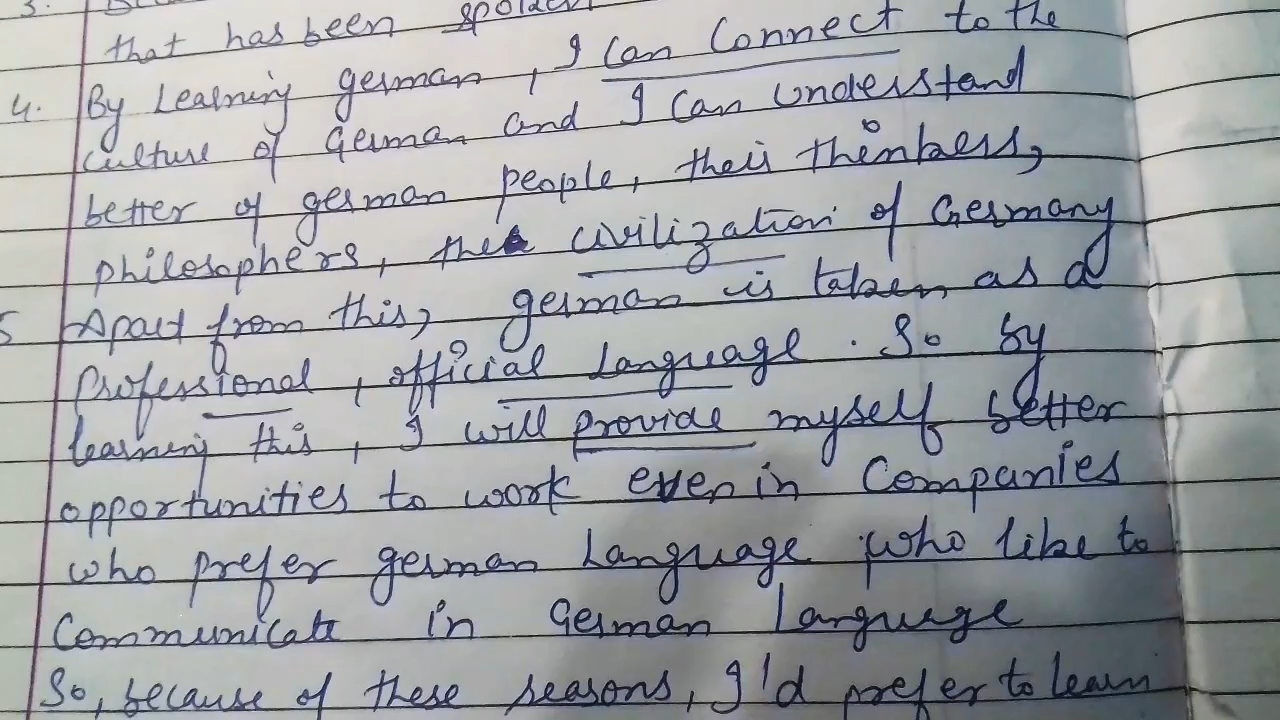 3.
that has been spoken
4. By Learning german, I can connect to the
culture of German and I can understand
better of german people, their thinkers,
philosophers, the civilization of Germany
5 Apart from this, german is taken as a
Professional, official language. So by
learning this, I will provide myself better
opportunities to work even in Companies
who prefer german Language who like to
Communicate in German Language
So, because of these reasons, I'd prefer to learn